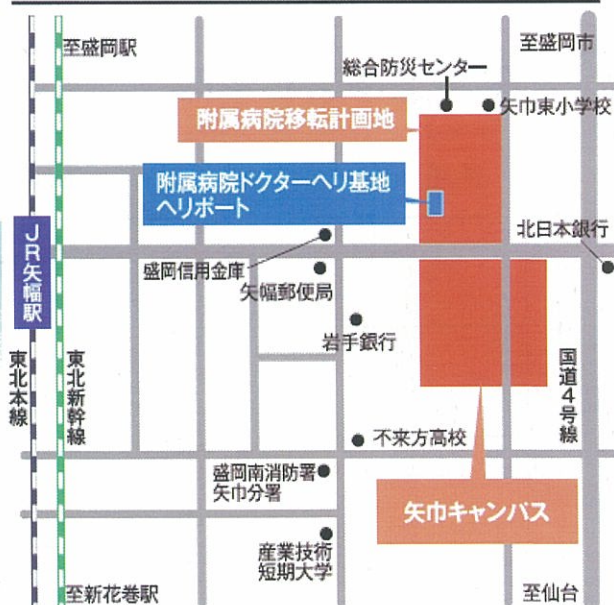 至盛岡駅
至盛岡市
総合防災センター
矢巾東小学校
附属病院移転計画地
附属病院ドクターヘリ基地
ヘリポート
北日本銀行
JR矢幅駅
盛岡信用金庫
矢幅郵便局
岩手銀行
東北本線
東北新幹線
国道4号線
不来方高校
盛岡南消防署
矢巾分署
矢巾キャンパス
産業技術
短期大学
至新花巻駅
至仙台